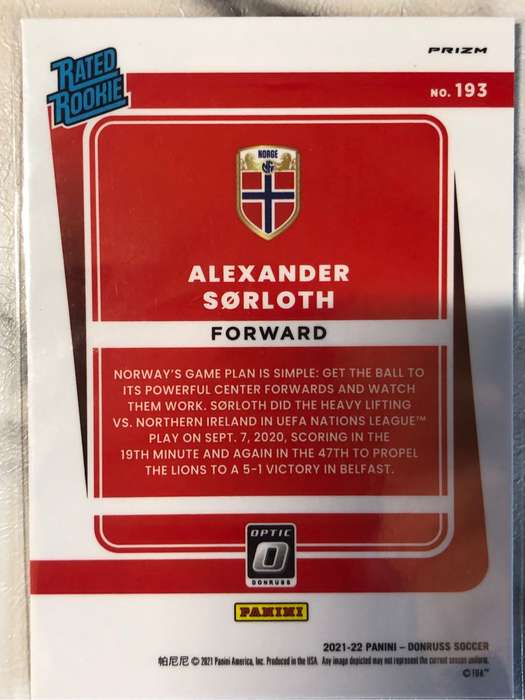 RATED
ROOKIE
PRIZM
NO. 193
NORGE
ALEXANDER
SØRLOTH
FORWARD
NORWAY'S GAME PLAN IS SIMPLE: GET THE BALL TO
ITS POWERFUL CENTER FORWARDS AND WATCH
THEM WORK. SØRLOTH DID THE HEAVY LIFTING
VS. NORTHERN IRELAND IN UEFA NATIONS LEAGUE™
PLAY ON SEPT. 7, 2020, SCORING IN THE
19TH MINUTE AND AGAIN IN THE 47TH TO PROPEL
THE LIONS TO A 5-1 VICTORY IN BELFAST.
OPTIC
DONRUSS
PANINI
2021-22 PANINI – DONRUSS SOCCER
帕尼尼 © 2021 Panini America, Inc. Produced in the USA. Any image depicted may not represent the current season uniform.